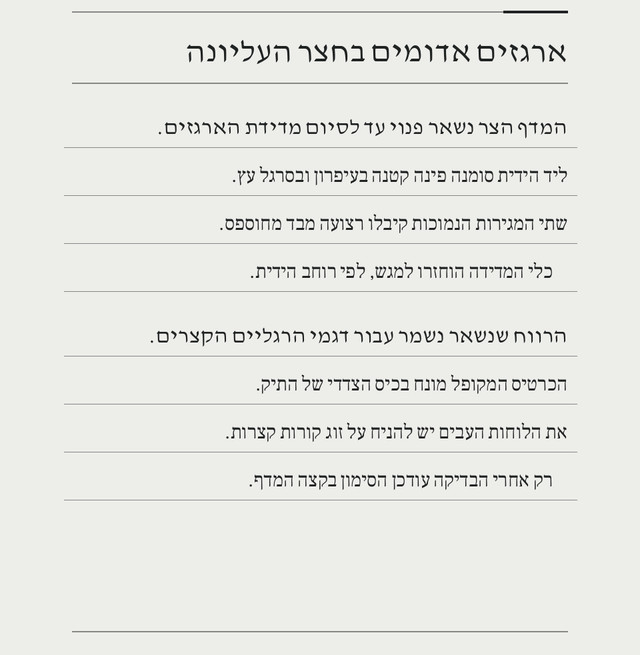 ארגזים אדומים בחצר העליונה
המדף הצר נשאר פנוי עד לסיום מדידת הארגזים.
ליד הידית סומנה פינה קטנה בעיפרון ובסרגל עץ.
שתי המגירות הנמוכות קיבלו רצועה מבד מחוספס.
כלי המדידה הוחזרו למגש, לפי רוחב הידית.
הרווח שנשאר נשמר עבור דגמי הרגליים הקצרים.
הכרטיס המקופל מונח בכיס הצדדי של התיק.
את הלוחות העבים יש להניח על זוג קורות קצרות.
רק אחרי הבדיקה עודכן הסימון בקצה המדף.